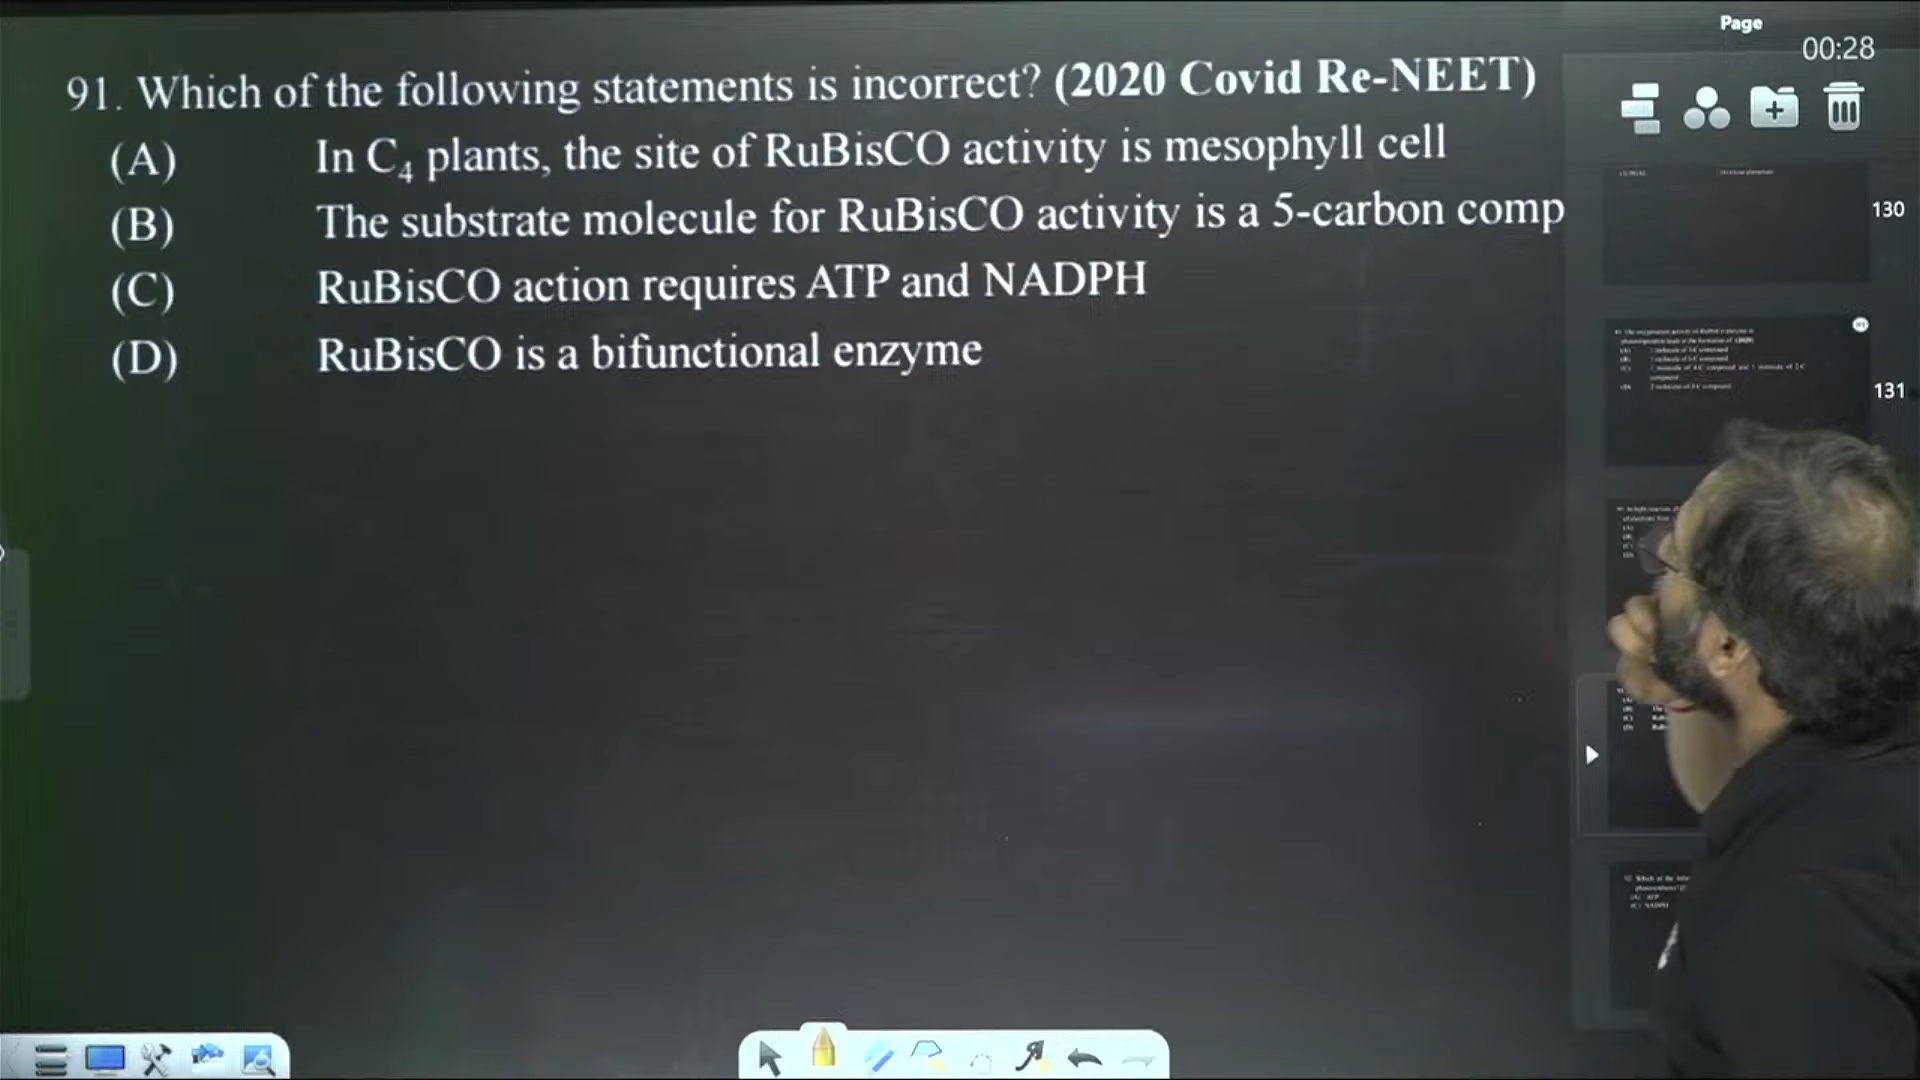 Page
00:28
91. Which of the following statements is incorrect? (2020 Covid Re-NEET)
(A) In C₄ plants, the site of RuBisCO activity is mesophyll cell
(B) The substrate molecule for RuBisCO activity is a 5-carbon comp
(C) RuBisCO action requires ATP and NADPH
(D) RuBisCO is a bifunctional enzyme
130
131